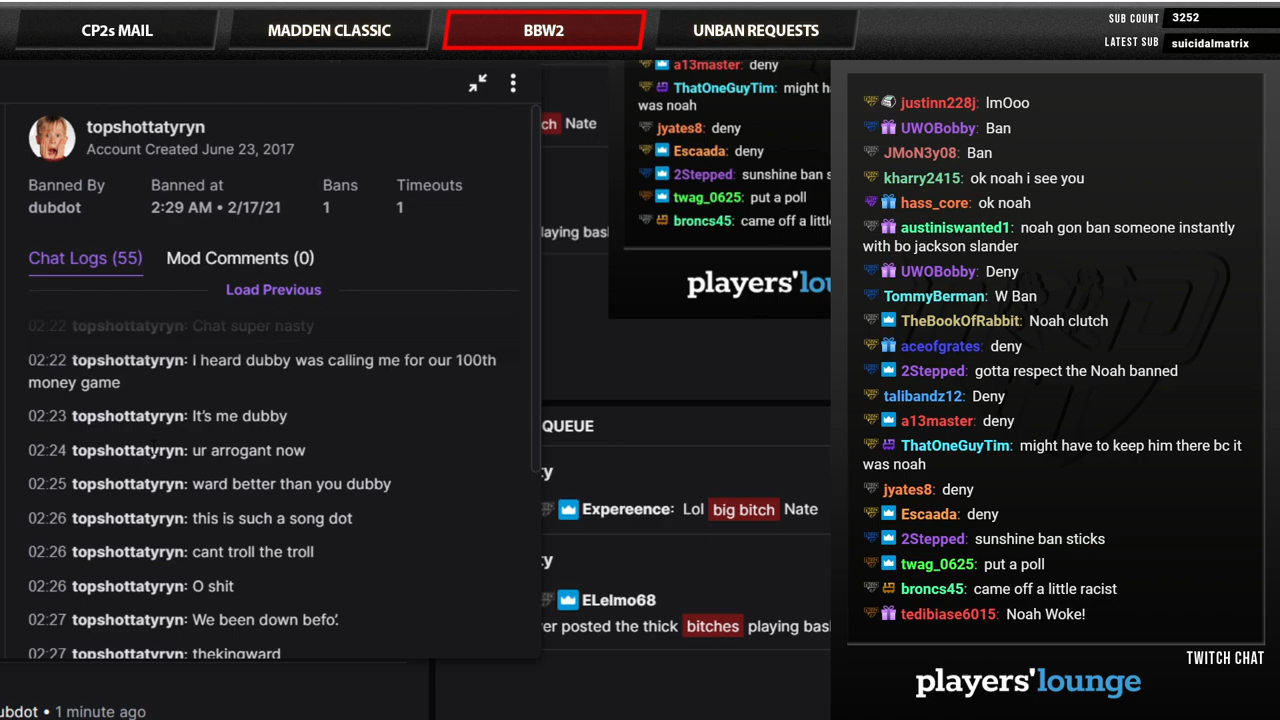 CP2s MAIL
MADDEN CLASSIC
BBW2
UNBAN REQUESTS
SUB COUNT 3252
LATEST SUB suicidalmatrix
topshottatyryn
Account Created June 23, 2017
Banned By Banned at Bans Timeouts
dubdot 2:29 AM • 2/17/21 1 1
Chat Logs (55) Mod Comments (0)
Load Previous
02:22 topshottatyryn: Chat super nasty
02:22 topshottatyryn: I heard dubby was calling me for our 100th
money game
02:23 topshottatyryn: It's me dubby
02:24 topshottatyryn: ur arrogant now
02:25 topshottatyryn: ward better than you dubby
02:26 topshottatyryn: this is such a song dot
02:26 topshottatyryn: cant troll the troll
02:26 topshottatyryn: O shit
02:27 topshottatyryn: We been down befo'.
02:27 topshottatyryn: thekingward
dubdot • 1 minute ago
Nate
QUEUE
Expereence: Lol big bitch Nate
ELelmo68
posted the thick bitches playing
a13master: deny
ThatOneGuyTim: might
was noah
jyates8: deny
Escaada: deny
2Stepped: sunshine ban
twag_0625: put a poll
broncs45: came off a
players'
justinn228j: lmOoo
UWOBobby: Ban
JMoN3y08: Ban
kharry2415: ok noah i see you
hass_core: ok noah
austiniswanted1: noah gon ban someone instantly
with bo jackson slander
UWOBobby: Deny
TommyBerman: W Ban
TheBookOfRabbit: Noah clutch
aceofgrates: deny
2Stepped: gotta respect the Noah banned
talibandz12: Deny
a13master: deny
ThatOneGuyTim: might have to keep him there bc it
was noah
jyates8: deny
Escaada: deny
2Stepped: sunshine ban sticks
twag_0625: put a poll
broncs45: came off a little racist
tedibiase6015: Noah Woke!
TWITCH CHAT
players'lounge